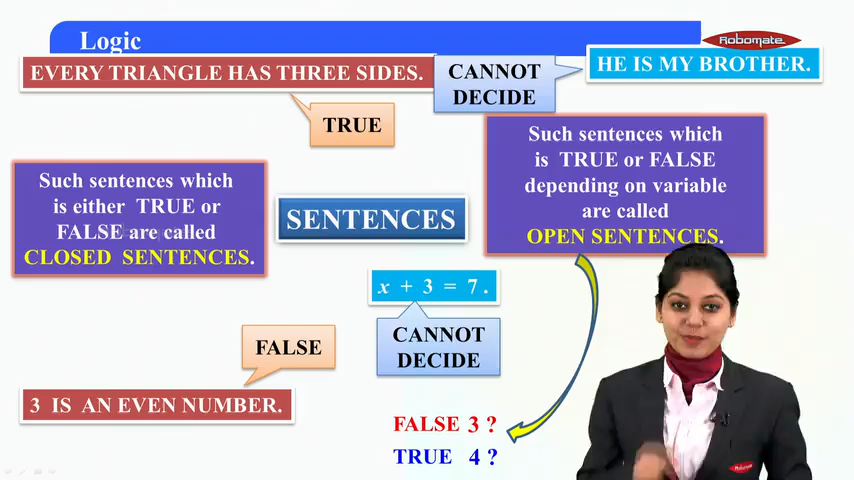 Logic
Robomate
EVERY TRIANGLE HAS THREE SIDES.
CANNOT
DECIDE
HE IS MY BROTHER.
TRUE
Such sentences which
is either TRUE or
FALSE are called
CLOSED SENTENCES.
SENTENCES
Such sentences which
is TRUE or FALSE
depending on variable
are called
OPEN SENTENCES.
x + 3 = 7 .
CANNOT
DECIDE
FALSE
3 IS AN EVEN NUMBER.
FALSE 3 ?
TRUE 4 ?
Robomate